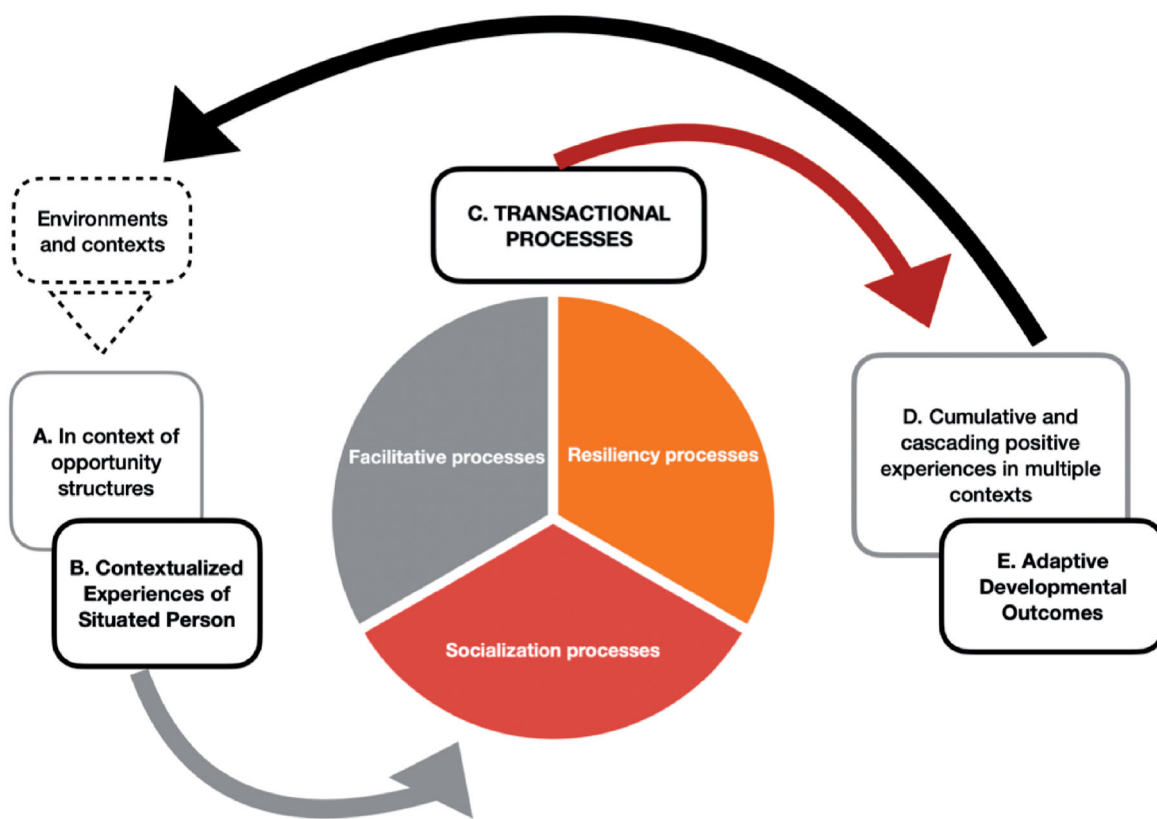 Environments
and contexts
A. In context of
opportunity
structures
B. Contextualized
Experiences of
Situated Person
C. TRANSACTIONAL
PROCESSES
Facilitative processes
Resiliency processes
Socialization processes
D. Cumulative and
cascading positive
experiences in multiple
contexts
E. Adaptive
Developmental
Outcomes